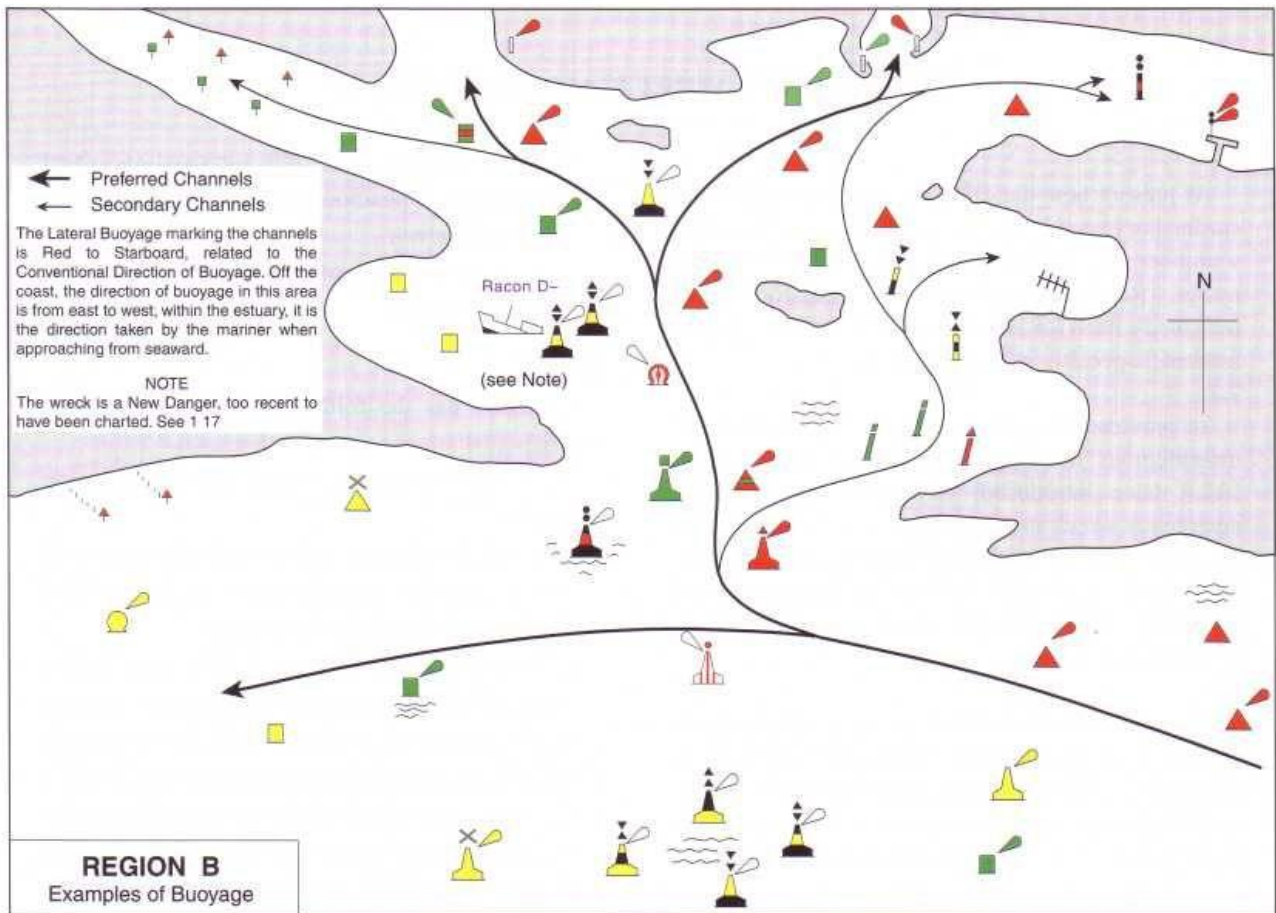 Preferred Channels
Secondary Channels
The Lateral Buoyage marking the channels
is Red to Starboard, related to the
Conventional Direction of Buoyage. Off the
coast, the direction of buoyage in this area
is from east to west; within the estuary, it is
the direction taken by the mariner when
approaching from seaward.
NOTE
The wreck is a New Danger, too recent to
have been charted. See 1 17
Racon D–
(see Note)
N
REGION B
Examples of Buoyage